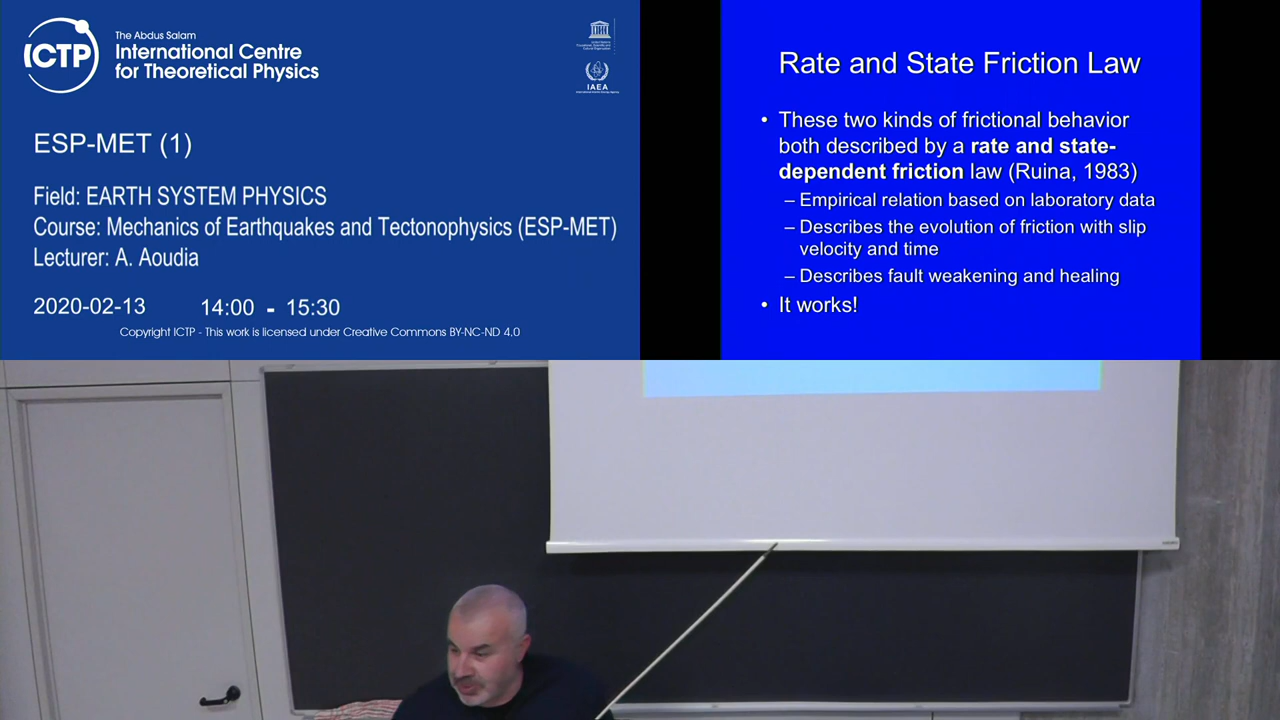 ICTP
The Abdus Salam
International Centre
for Theoretical Physics
IAEA
ESP-MET (1)
Field: EARTH SYSTEM PHYSICS
Course: Mechanics of Earthquakes and Tectonophysics (ESP-MET)
Lecturer: A. Aoudia
2020-02-13 14:00 - 15:30
Copyright ICTP - This work is licensed under Creative Commons BY-NC-ND 4.0
Rate and State Friction Law
• These two kinds of frictional behavior
both described by a rate and state-
dependent friction law (Ruina, 1983)
– Empirical relation based on laboratory data
– Describes the evolution of friction with slip
velocity and time
– Describes fault weakening and healing
• It works!